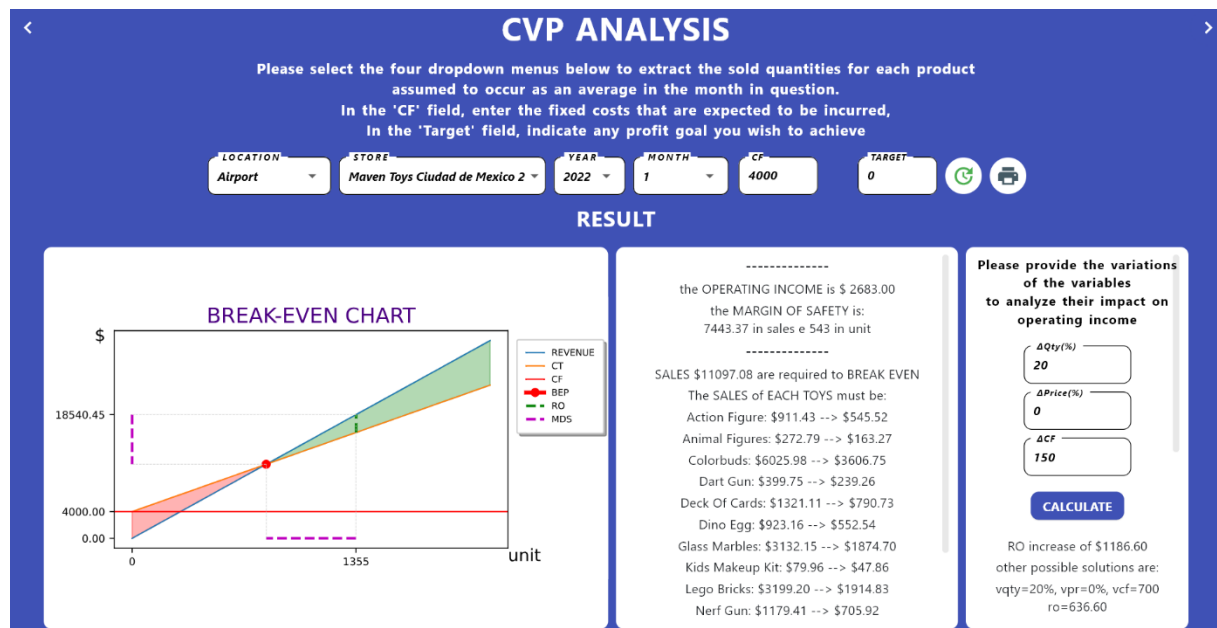 CVP ANALYSIS
Please select the four dropdown menus below to extract the sold quantities for each product
assumed to occur as an average in the month in question.
In the 'CF' field, enter the fixed costs that are expected to be incurred,
In the 'Target' field, indicate any profit goal you wish to achieve
LOCATION
Airport
STORE
Maven Toys Ciudad de Mexico 2
YEAR
2022
MONTH
1
CF
4000
TARGET
0
RESULT
BREAK-EVEN CHART
$
18540.45
4000.00
0.00
0
1355
unit
REVENUE
CT
CF
BEP
RO
MDS
--------------
the OPERATING INCOME is $ 2683.00
the MARGIN OF SAFETY is:
7443.37 in sales e 543 in unit
--------------
SALES $11097.08 are required to BREAK EVEN
The SALES of EACH TOYS must be:
Action Figure: $911.43 --> $545.52
Animal Figures: $272.79 --> $163.27
Colorbuds: $6025.98 --> $3606.75
Dart Gun: $399.75 --> $239.26
Deck Of Cards: $1321.11 --> $790.73
Dino Egg: $923.16 --> $552.54
Glass Marbles: $3132.15 --> $1874.70
Kids Makeup Kit: $79.96 --> $47.86
Lego Bricks: $3199.20 --> $1914.83
Nerf Gun: $1179.41 --> $705.92
Please provide the variations
of the variables
to analyze their impact on
operating income
ΔQty(%)
20
ΔPrice(%)
0
ΔCF
150
CALCULATE
RO increase of $1186.60
other possible solutions are:
vqty=20%, vpr=0%, vcf=700
ro=636.60